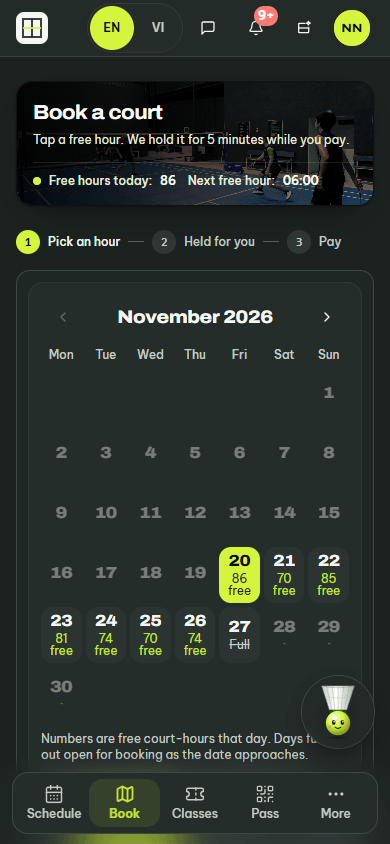 EN VI 9+ NN
Book a court
Tap a free hour. We hold it for 5 minutes while you pay.
Free hours today: 86 Next free hour: 06:00
1 Pick an hour 2 Held for you 3 Pay
November 2026
Mon Tue Wed Thu Fri Sat Sun
1
2 3 4 5 6 7 8
9 10 11 12 13 14 15
16 17 18 19 20 21 22
86 70 85
free free free
23 24 25 26 27 28 29
81 74 70 74 Full
free free free free
30
Numbers are free court-hours that day. Days
out open for booking as the date approaches.
Schedule Book Classes Pass More